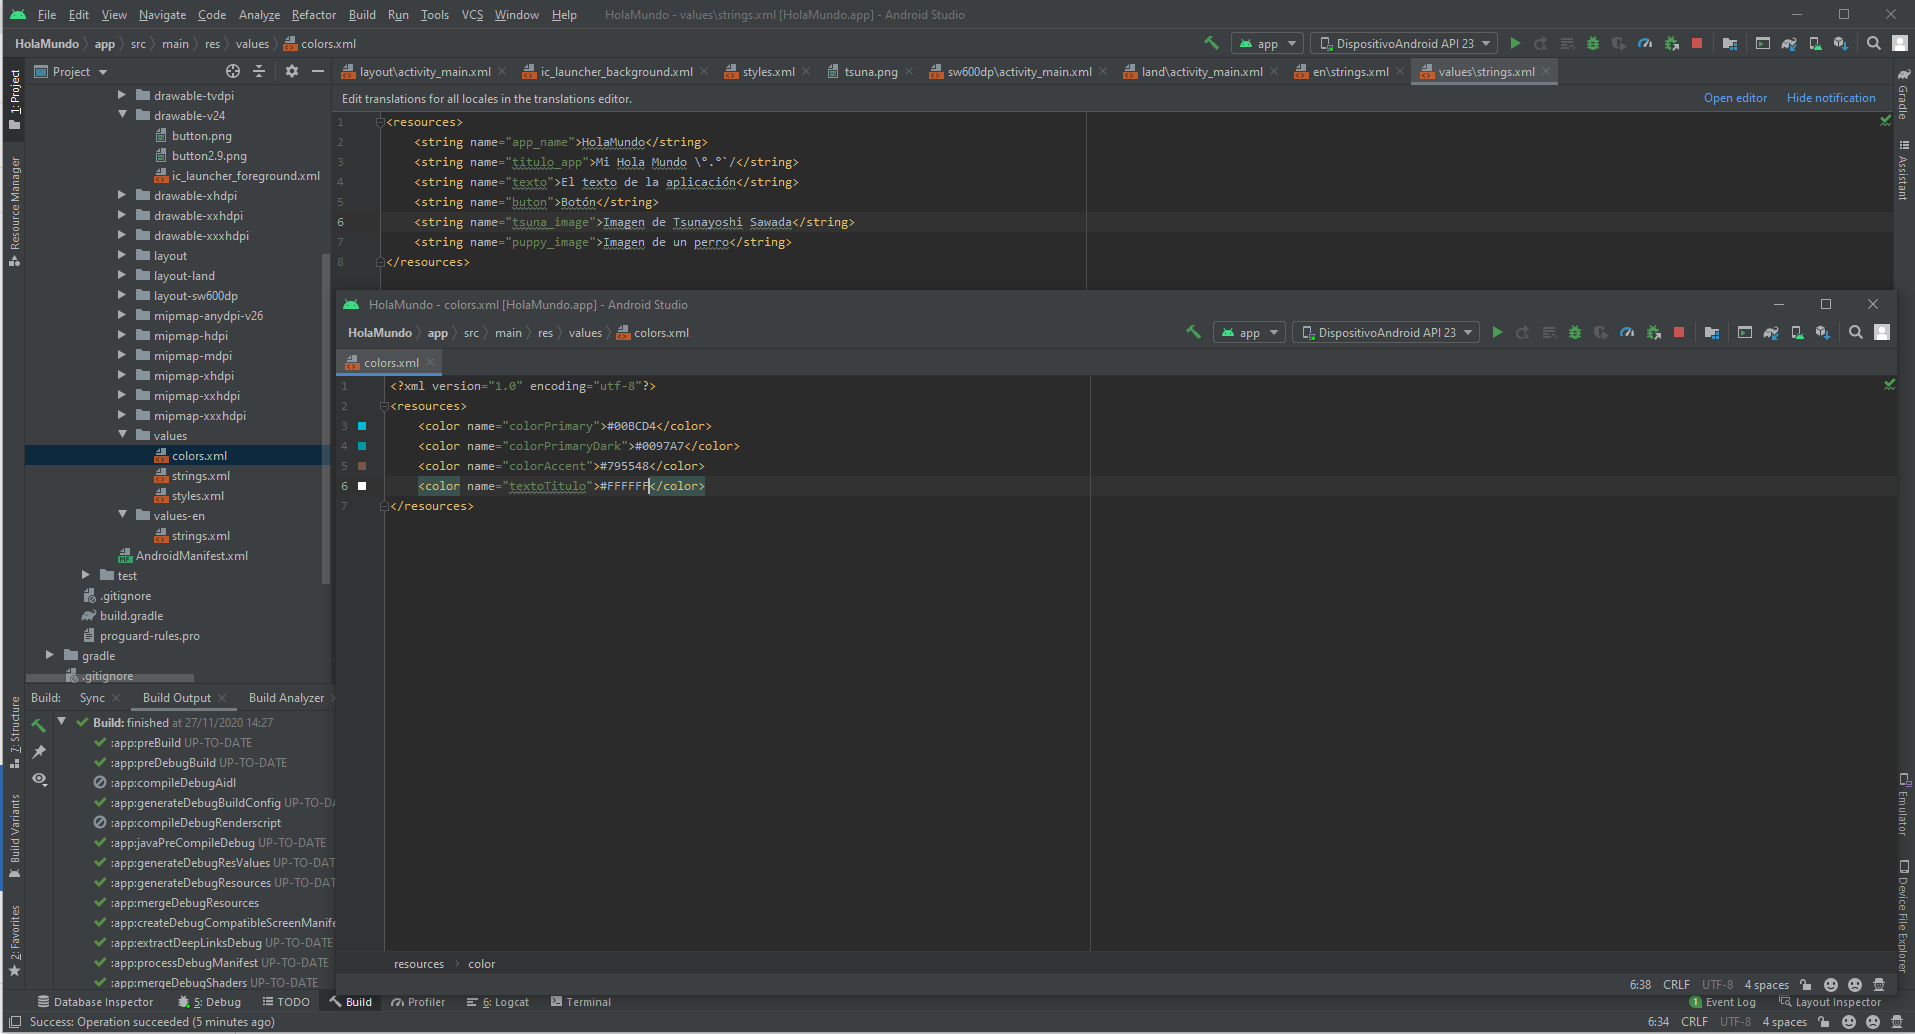 File Edit View Navigate Code Analyze Refactor Build Run Tools VCS Window Help HolaMundo - values\strings.xml [HolaMundo.app] - Android Studio
HolaMundo app src main res values colors.xml app DispositivoAndroid API 23
Project layout\activity_main.xml ic_launcher_background.xml styles.xml tsuna.png sw600dp\activity_main.xml land\activity_main.xml en\strings.xml values\strings.xml
Edit translations for all locales in the translations editor. Open editor Hide notification
1: Project
Resource Manager
7: Structure
Build Variants
2: Favorites
drawable-tvdpi
drawable-v24
button.png
button2.9.png
ic_launcher_foreground.xml
drawable-xhdpi
drawable-xxhdpi
drawable-xxxhdpi
layout
layout-land
layout-sw600dp
mipmap-anydpi-v26
mipmap-hdpi
mipmap-mdpi
mipmap-xhdpi
mipmap-xxhdpi
mipmap-xxxhdpi
values
colors.xml
strings.xml
styles.xml
values-en
strings.xml
AndroidManifest.xml
test
.gitignore
build.gradle
proguard-rules.pro
gradle
.gitignore
1 <resources>
2 <string name="app_name">HolaMundo</string>
3 <string name="titulo_app">Mi Hola Mundo \°.°`/</string>
4 <string name="texto">El texto de la aplicación</string>
5 <string name="buton">Botón</string>
6 <string name="tsuna_image">Imagen de Tsunayoshi Sawada</string>
7 <string name="puppy_image">Imagen de un perro</string>
8 </resources>
Gradle
Assistant
Emulator
Device File Explorer
HolaMundo - colors.xml [HolaMundo.app] - Android Studio
HolaMundo app src main res values colors.xml app DispositivoAndroid API 23
colors.xml
1 <?xml version="1.0" encoding="utf-8"?>
2 <resources>
3 <color name="colorPrimary">#00BCD4</color>
4 <color name="colorPrimaryDark">#0097A7</color>
5 <color name="colorAccent">#795548</color>
6 <color name="textoTitulo">#FFFFFF</color>
7 </resources>
resources color
6:38 CRLF UTF-8 4 spaces
Build: Sync Build Output Build Analyzer
Build: finished at 27/11/2020 14:27
:app:preBuild UP-TO-DATE
:app:preDebugBuild UP-TO-DATE
:app:compileDebugAidl
:app:generateDebugBuildConfig UP-TO-DA
:app:compileDebugRenderscript
:app:javaPreCompileDebug UP-TO-DATE
:app:generateDebugResValues UP-TO-DAT
:app:generateDebugResources UP-TO-DAT
:app:mergeDebugResources
:app:createDebugCompatibleScreenManife
:app:extractDeepLinksDebug UP-TO-DATE
:app:processDebugManifest UP-TO-DATE
:app:mergeDebugShaders UP-TO-DATE
Database Inspector 5: Debug TODO Build Profiler 6: Logcat Terminal 1 Event Log Layout Inspector
Success: Operation succeeded (5 minutes ago) 6:34 CRLF UTF-8 4 spaces